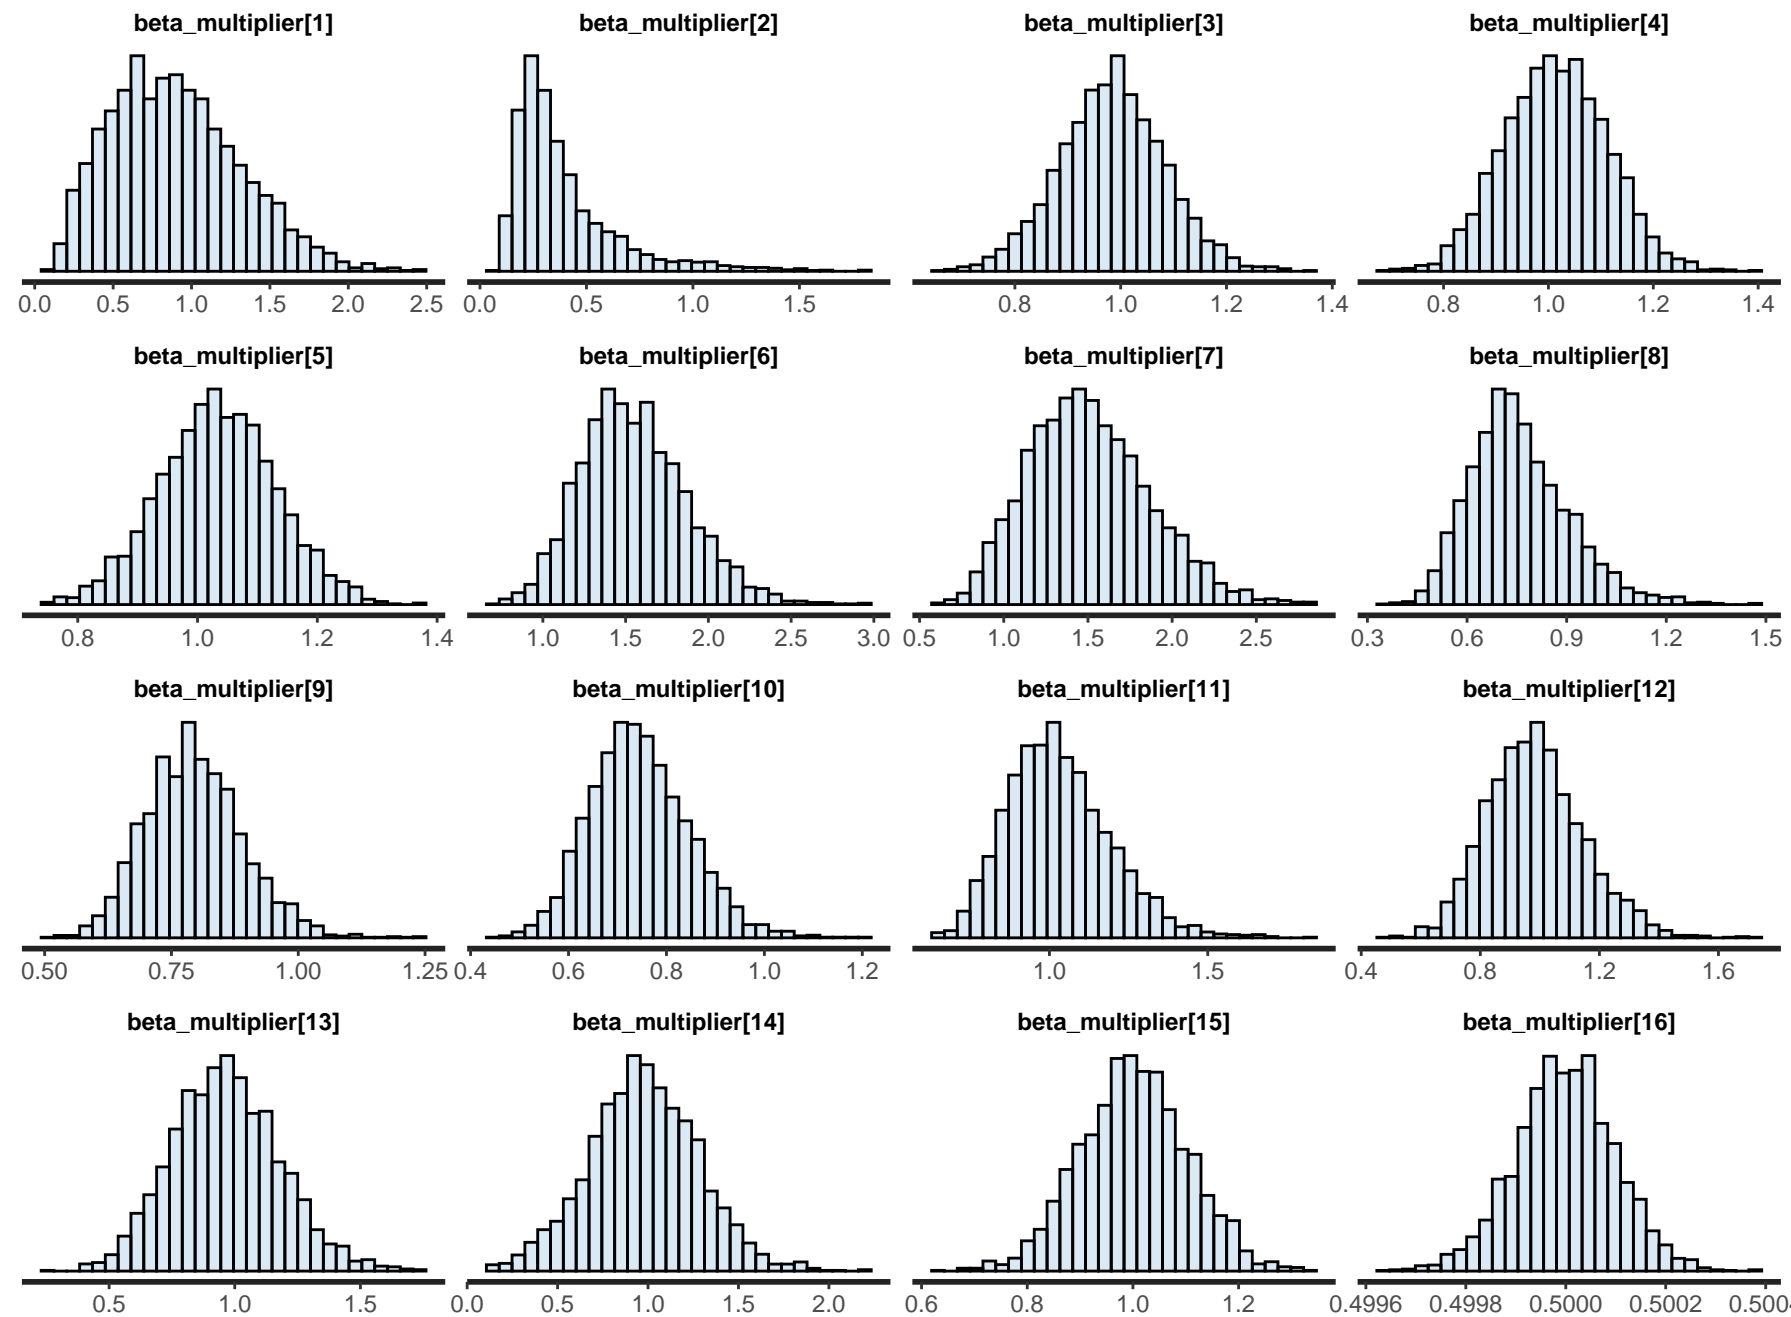 beta_multiplier[1] beta_multiplier[2] beta_multiplier[3] beta_multiplier[4]
0.0 0.5 1.0 1.5 2.0 2.5 0.0 0.5 1.0 1.5 0.8 1.0 1.2 1.4 0.8 1.0 1.2 1.4
beta_multiplier[5] beta_multiplier[6] beta_multiplier[7] beta_multiplier[8]
0.8 1.0 1.2 1.4 1.0 1.5 2.0 2.5 3.0 0.5 1.0 1.5 2.0 2.5 0.3 0.6 0.9 1.2 1.5
beta_multiplier[9] beta_multiplier[10] beta_multiplier[11] beta_multiplier[12]
0.50 0.75 1.00 1.25 0.4 0.6 0.8 1.0 1.2 1.0 1.5 0.4 0.8 1.2 1.6
beta_multiplier[13] beta_multiplier[14] beta_multiplier[15] beta_multiplier[16]
0.5 1.0 1.5 0.0 0.5 1.0 1.5 2.0 0.6 0.8 1.0 1.2 0.4996 0.4998 0.5000 0.5002